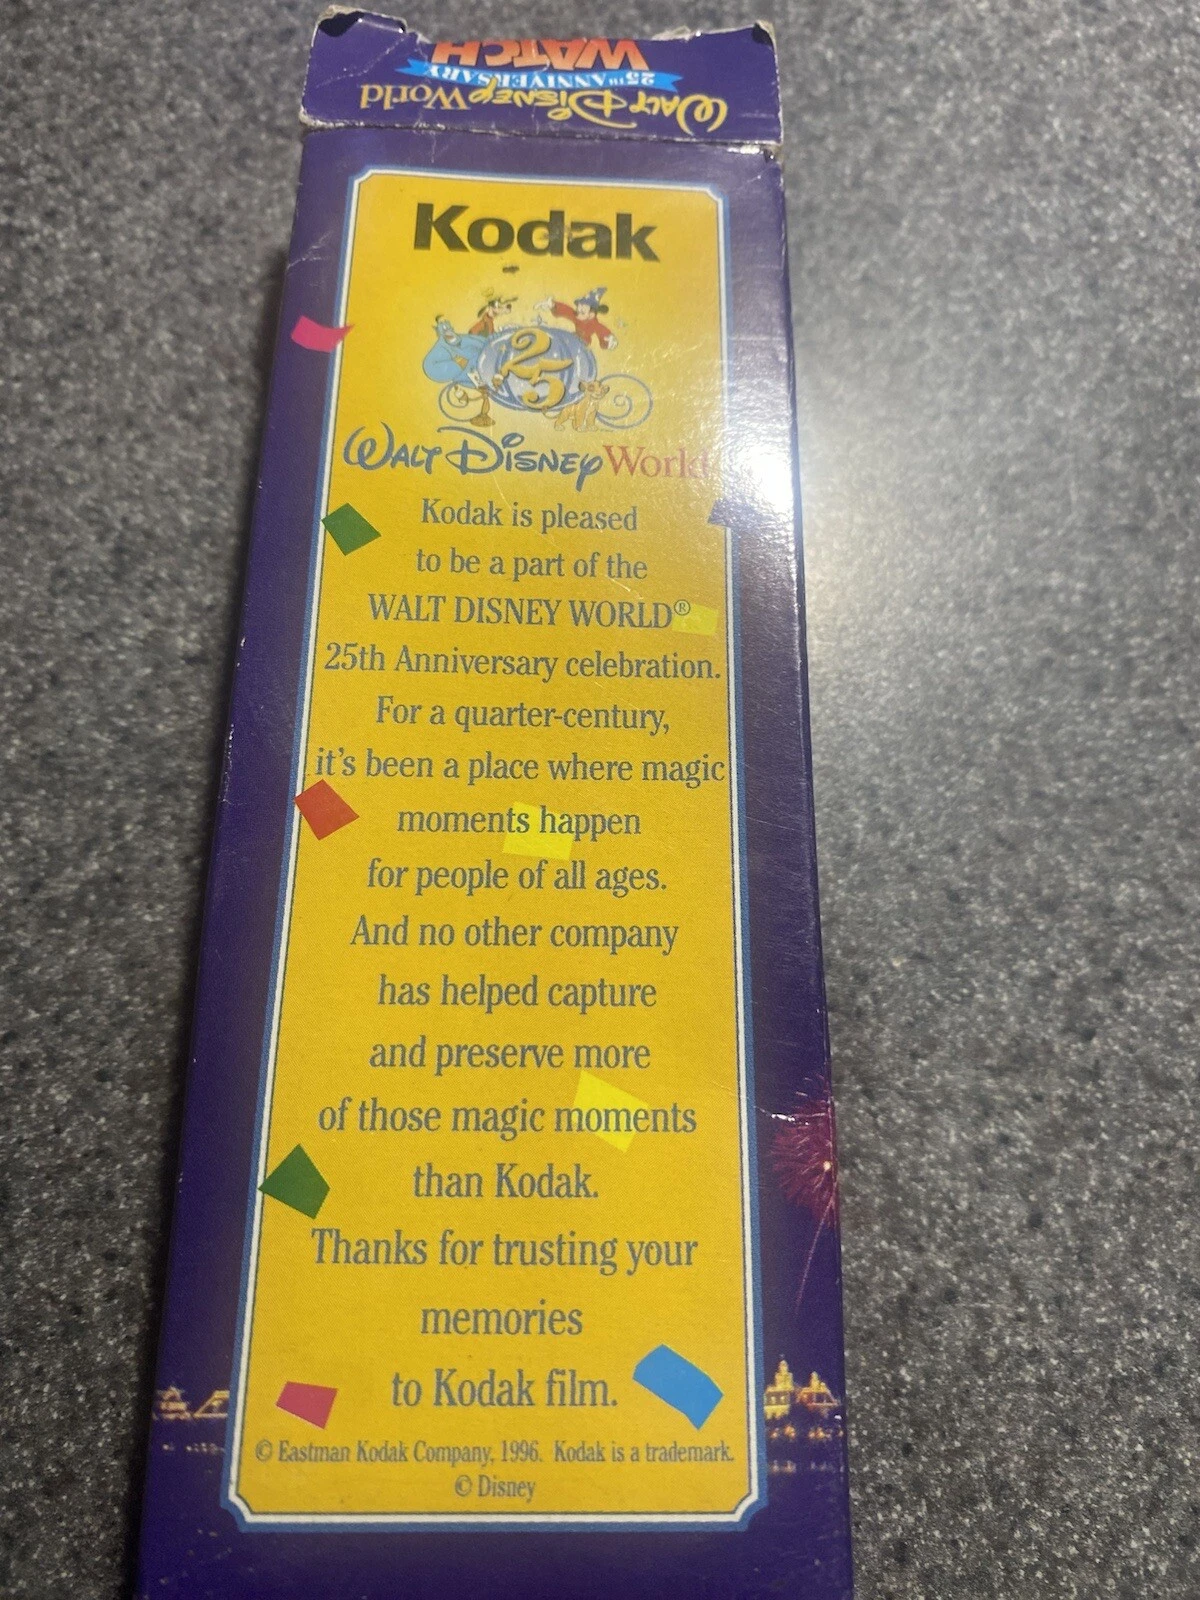 WATCH
25TH ANNIVERSARY
WALT DISNEY World
Kodak
25
WALT DISNEY World
Kodak is pleased
to be a part of the
WALT DISNEY WORLD®
25th Anniversary celebration.
For a quarter-century,
it's been a place where magic
moments happen
for people of all ages.
And no other company
has helped capture
and preserve more
of those magic moments
than Kodak.
Thanks for trusting your
memories
to Kodak film.
© Eastman Kodak Company, 1996. Kodak is a trademark.
© Disney